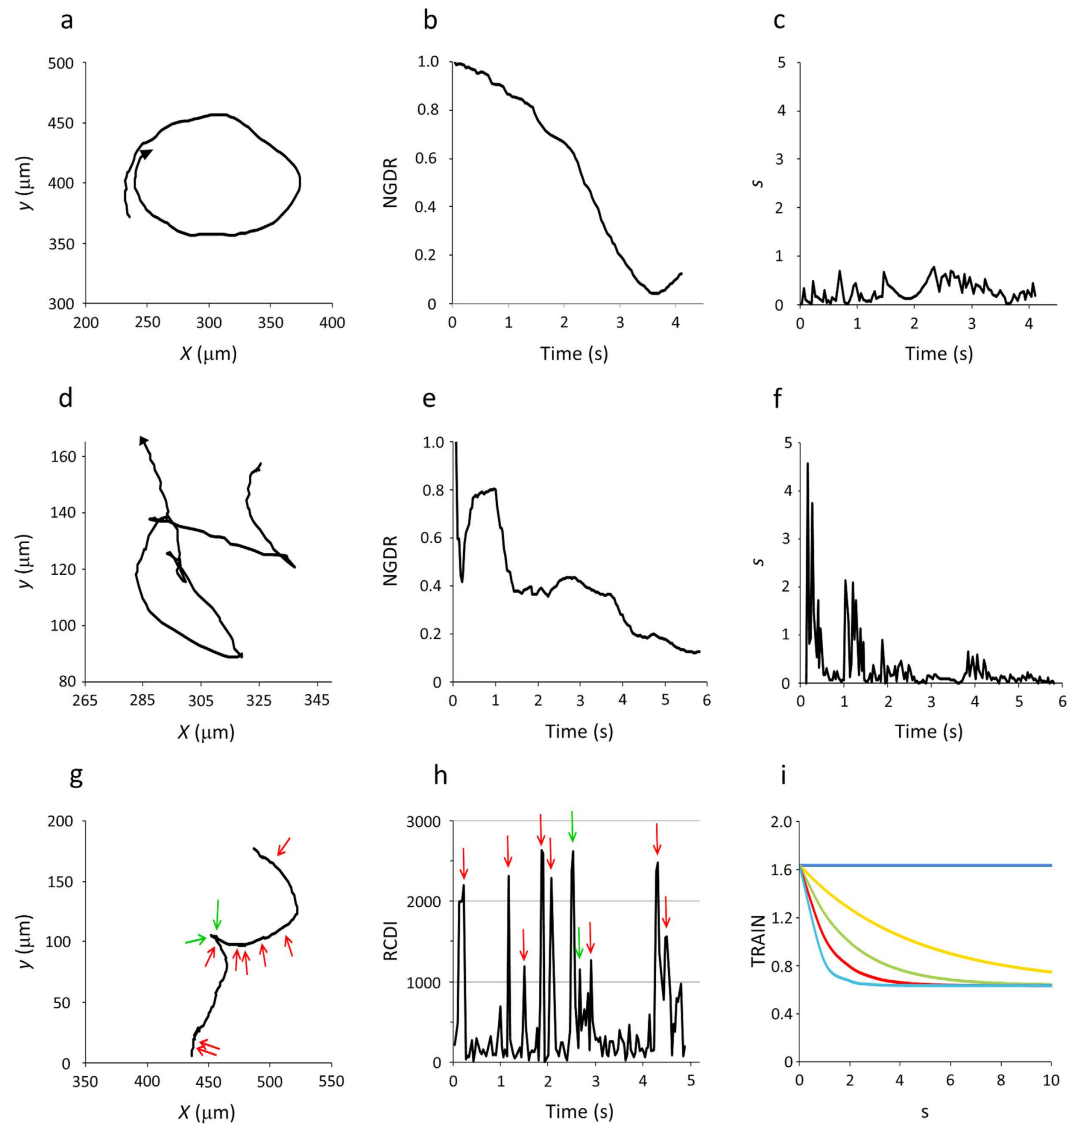 a
500
450
400
350
300
y (μm)
200 250 300 350 400
X (μm)
b
1.0
0.8
0.6
0.4
0.2
0
NGDR
0 1 2 3 4
Time (s)
c
5
4
3
2
1
0
s
0 1 2 3 4
Time (s)
d
160
140
120
100
80
y (μm)
265 285 305 325 345
X (μm)
e
1.0
0.8
0.6
0.4
0.2
0
NGDR
0 1 2 3 4 5 6
Time (s)
f
5
4
3
2
1
0
s
0 1 2 3 4 5 6
Time (s)
g
200
150
100
50
0
y (μm)
350 400 450 500 550
X (μm)
h
3000
2000
1000
0
RCDI
0 1 2 3 4 5
Time (s)
i
2.0
1.6
1.2
0.8
0.4
0
TRAIN
0 2 4 6 8 10
s